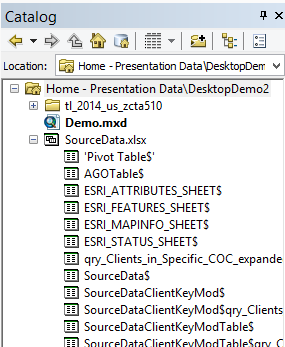 Catalog
Location: Home - Presentation Data\DesktopDem
Home - Presentation Data\DesktopDemo2
tl_2014_us_zcta510
Demo.mxd
SourceData.xlsx
'Pivot Table$'
AGOTable$
ESRI_ATTRIBUTES_SHEET$
ESRI_FEATURES_SHEET$
ESRI_MAPINFO_SHEET$
ESRI_STATUS_SHEET$
qry_Clients_in_Specific_COC_expande
SourceData$
SourceDataClientKeyMod$
SourceDataClientKeyMod$qry_Clients
SourceDataClientKeyModTable$
SourceDataClientKeyModTable$qry_C